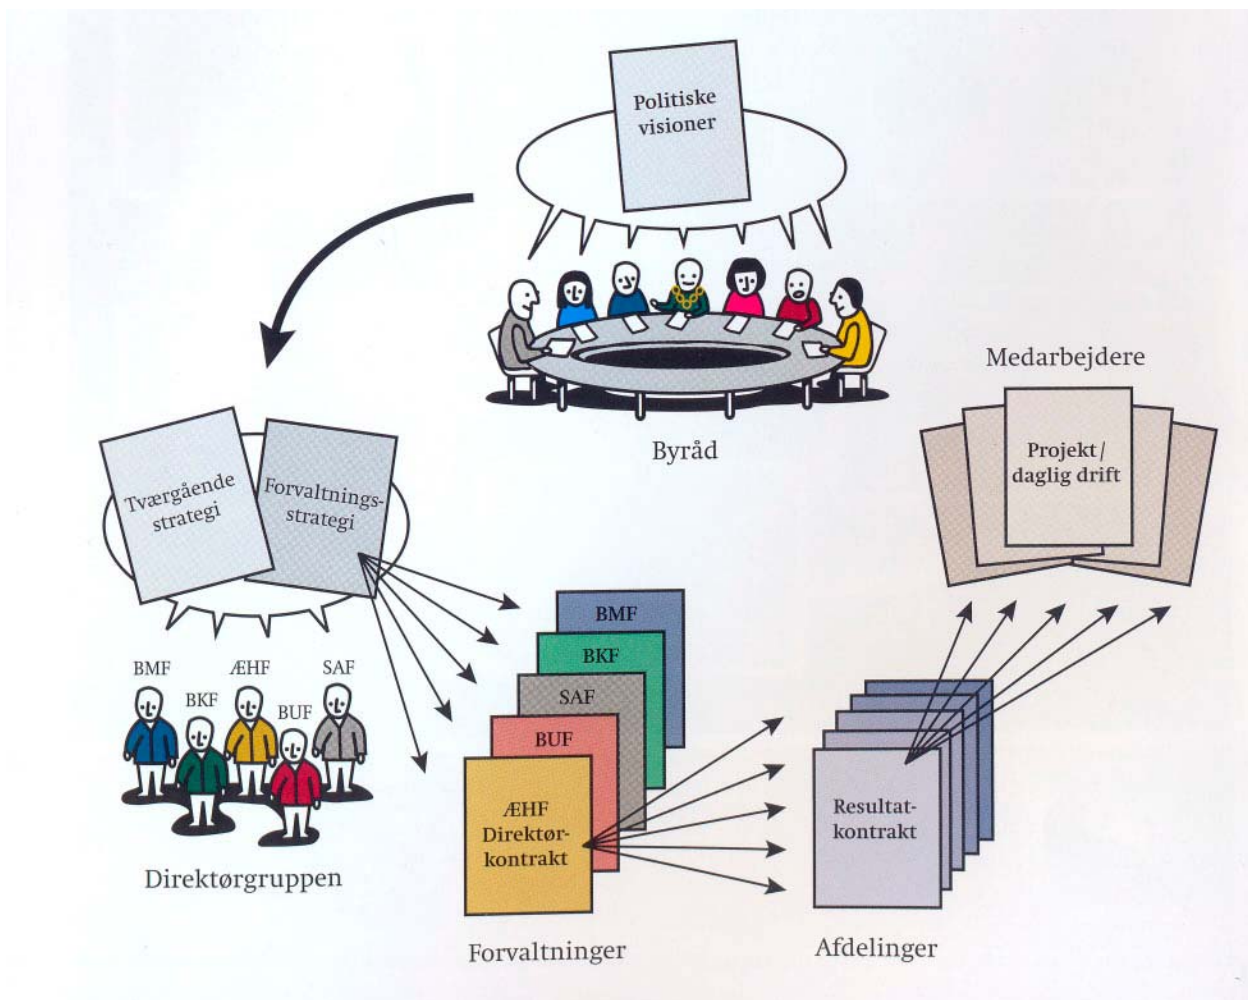 Politiske
visioner
Byråd
Medarbejdere
Projekt/
daglig drift
Tværgående
strategi
Forvaltnings-
strategi
BMF
BKF
ÆHF
BUF
SAF
Direktørgruppen
BMF
BKF
SAF
BUF
ÆHF
Direktør-
kontrakt
Forvaltninger
Resultat-
kontrakt
Afdelinger